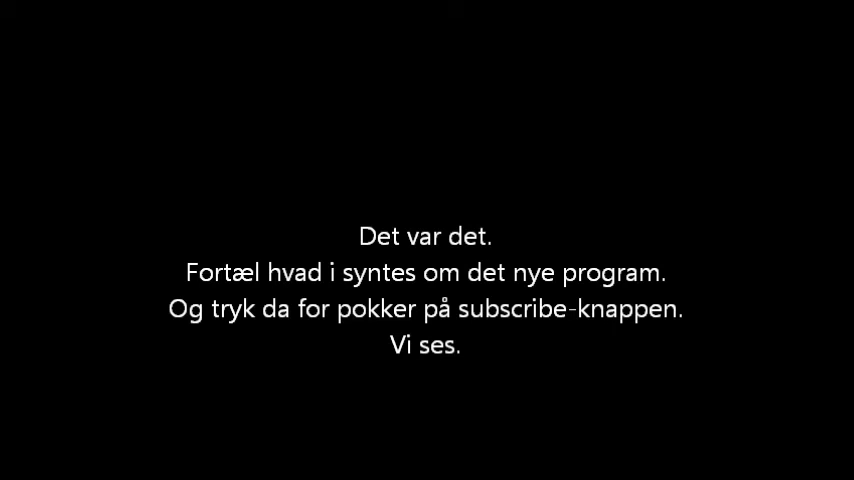 Det var det.
Fortæl hvad i syntes om det nye program.
Og tryk da for pokker på subscribe-knappen.
Vi ses.